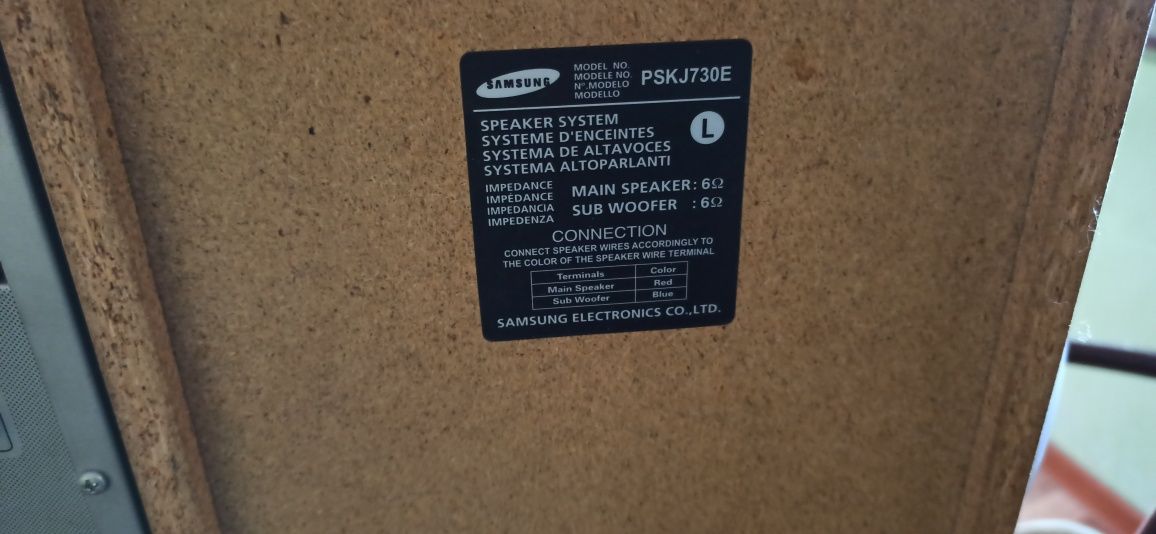 SAMSUNG
MODEL NO.
MODELE NO.
N°.MODELO
MODELLO
PSKJ730E
SPEAKER SYSTEM
SYSTEME D'ENCEINTES
SYSTEMA DE ALTAVOCES
SYSTEMA ALTOPARLANTI
L
IMPEDANCE
IMPÉDANCE
IMPEDANCIA
IMPEDENZA
MAIN SPEAKER: 6Ω
SUB WOOFER : 6Ω
CONNECTION
CONNECT SPEAKER WIRES ACCORDINGLY TO
THE COLOR OF THE SPEAKER WIRE TERMINAL
Terminals Color
Main Speaker Red
Sub Woofer Blue
SAMSUNG ELECTRONICS CO.,LTD.